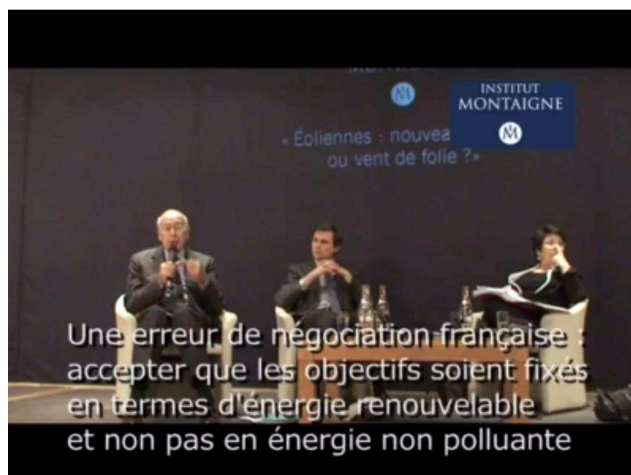 INSTITUT
MONTAIGNE
« Éoliennes : nouvea
ou vent de folie ?»
Une erreur de négociation française :
accepter que les objectifs soient fixés
en termes d'énergie renouvelable
et non pas en énergie non polluante